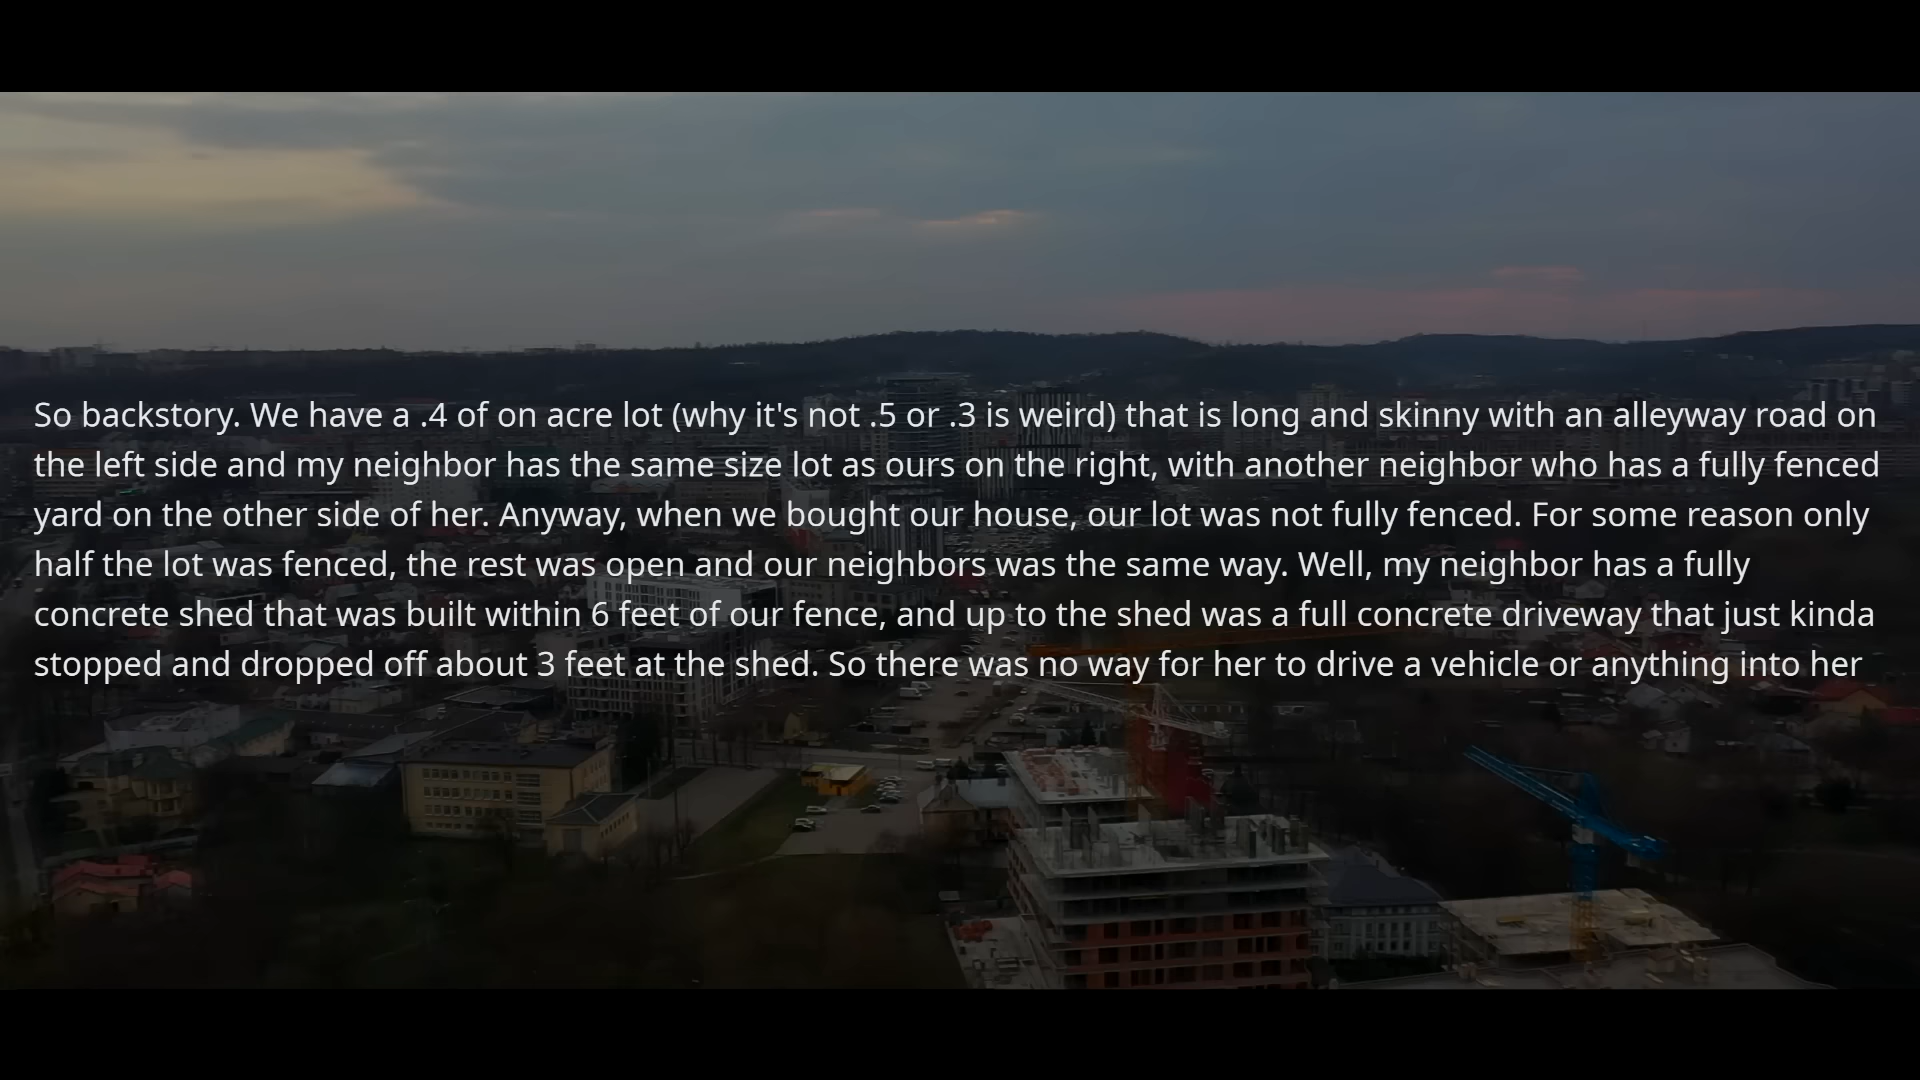 So backstory. We have a .4 of on acre lot (why it's not .5 or .3 is weird) that is long and skinny with an alleyway road on
the left side and my neighbor has the same size lot as ours on the right, with another neighbor who has a fully fenced
yard on the other side of her. Anyway, when we bought our house, our lot was not fully fenced. For some reason only
half the lot was fenced, the rest was open and our neighbors was the same way. Well, my neighbor has a fully
concrete shed that was built within 6 feet of our fence, and up to the shed was a full concrete driveway that just kinda
stopped and dropped off about 3 feet at the shed. So there was no way for her to drive a vehicle or anything into her